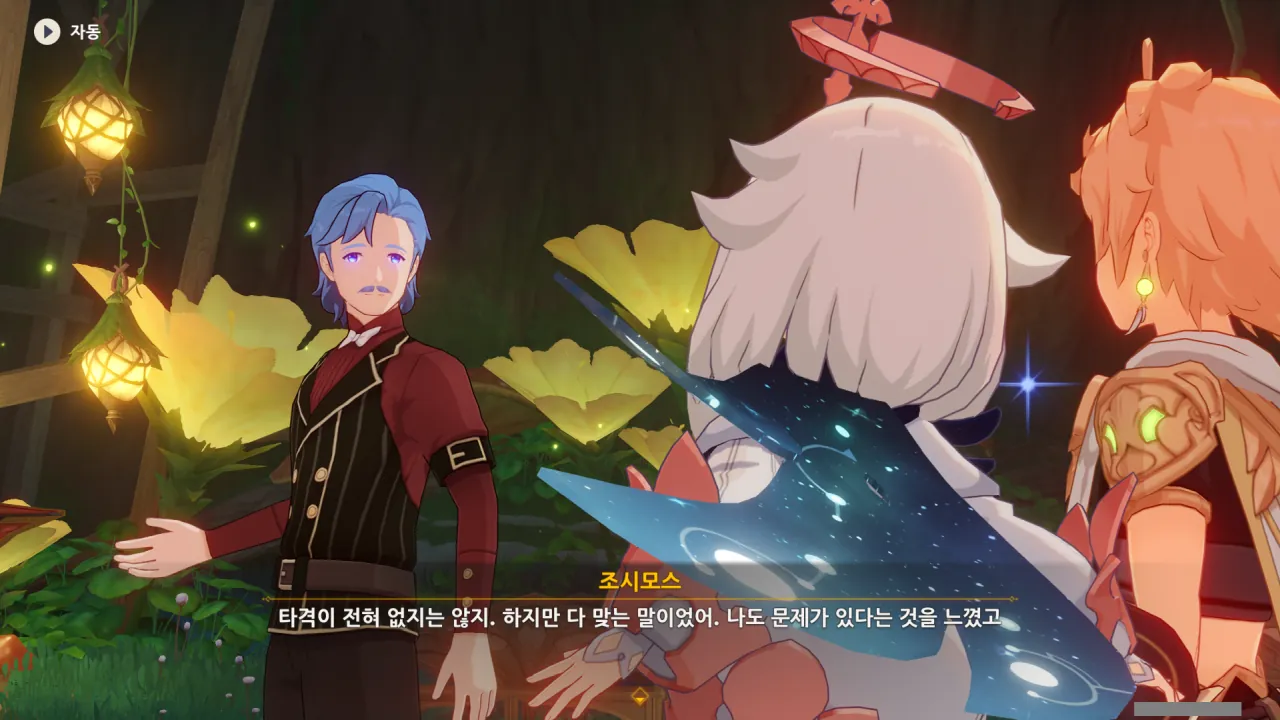 자동
조시모스
타격이 전혀 없지는 않지. 하지만 다 맞는 말이었어. 나도 문제가 있다는 것을 느꼈고